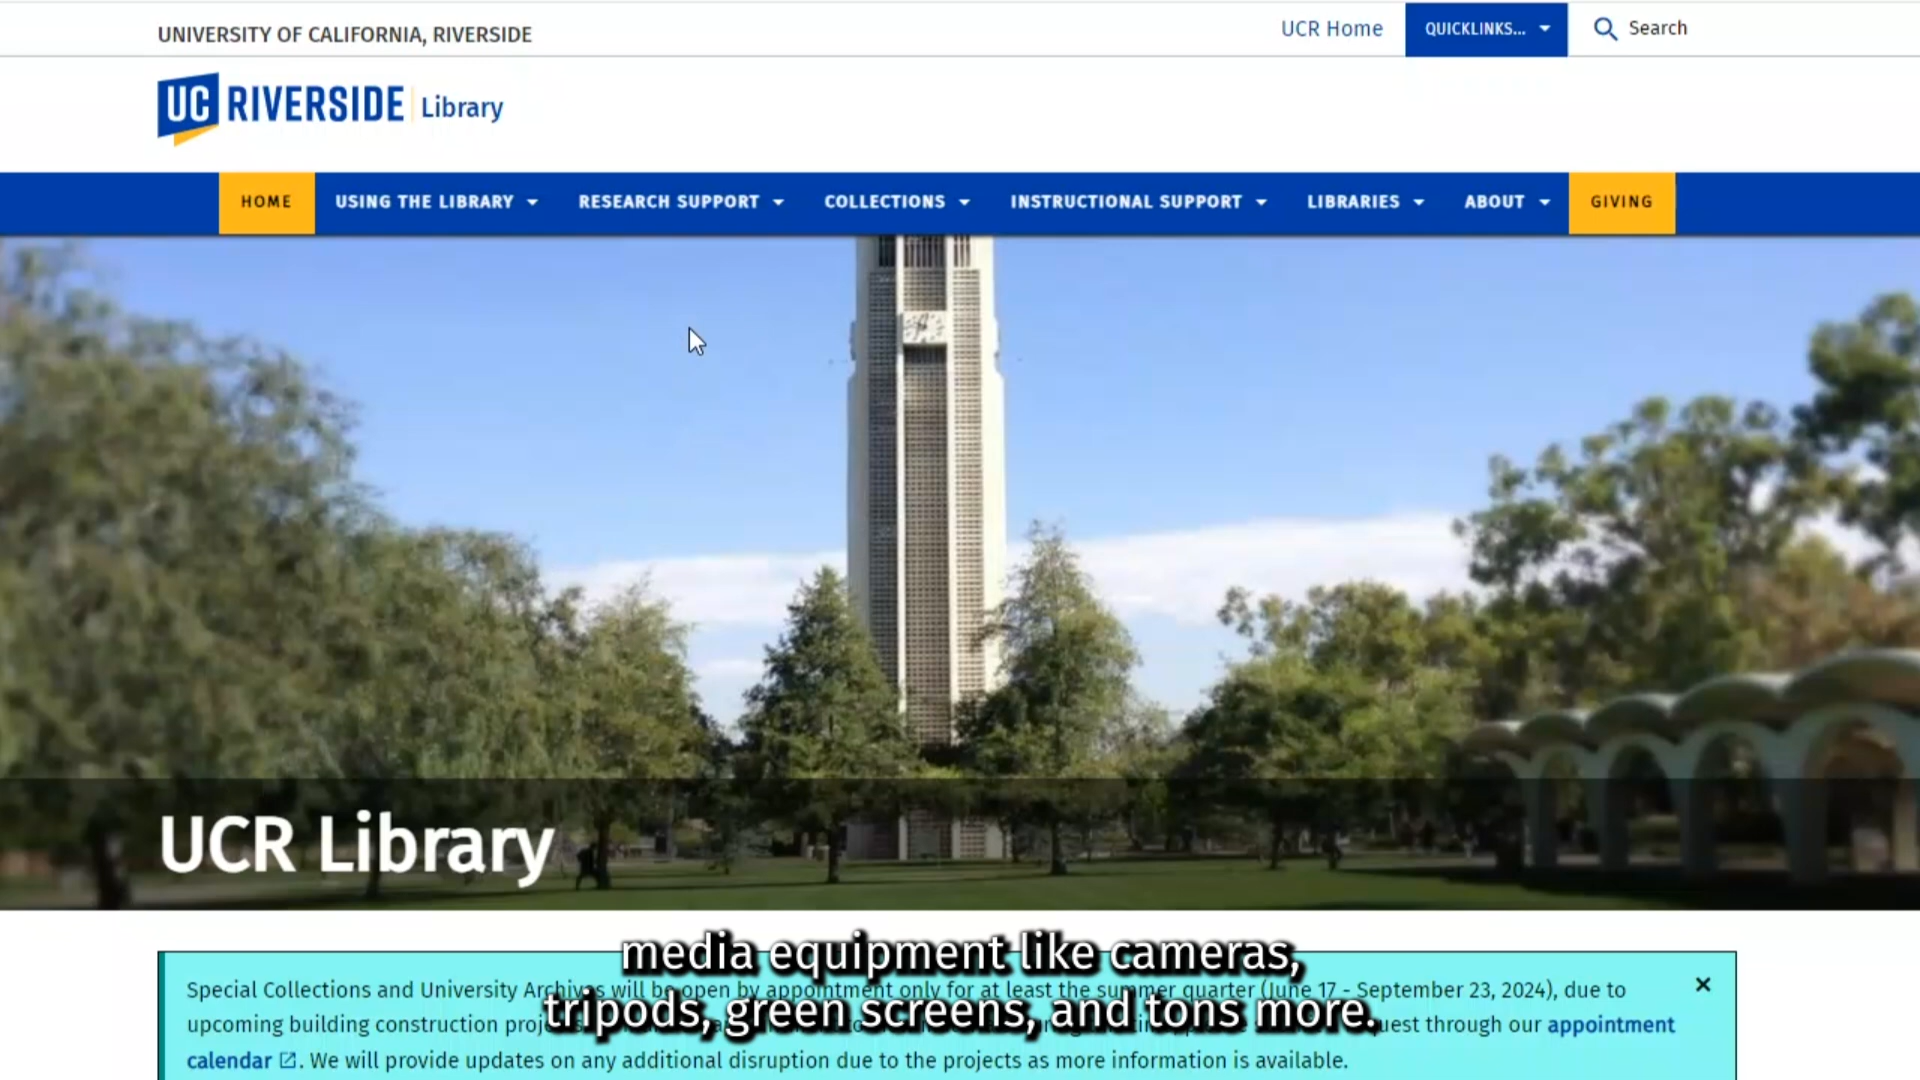 UNIVERSITY OF CALIFORNIA, RIVERSIDE
UCR Home
QUICKLINKS...
Search
UC RIVERSIDE Library
HOME
USING THE LIBRARY
RESEARCH SUPPORT
COLLECTIONS
INSTRUCTIONAL SUPPORT
LIBRARIES
ABOUT
GIVING
UCR Library
media equipment like cameras,
tripods, green screens, and tons more.
Special Collections and University Archives will be open by appointment only for at least the summer quarter (June 17 - September 23, 2024), due to
upcoming building construction through our appointment
calendar. We will provide updates on any additional disruption due to the projects as more information is available.